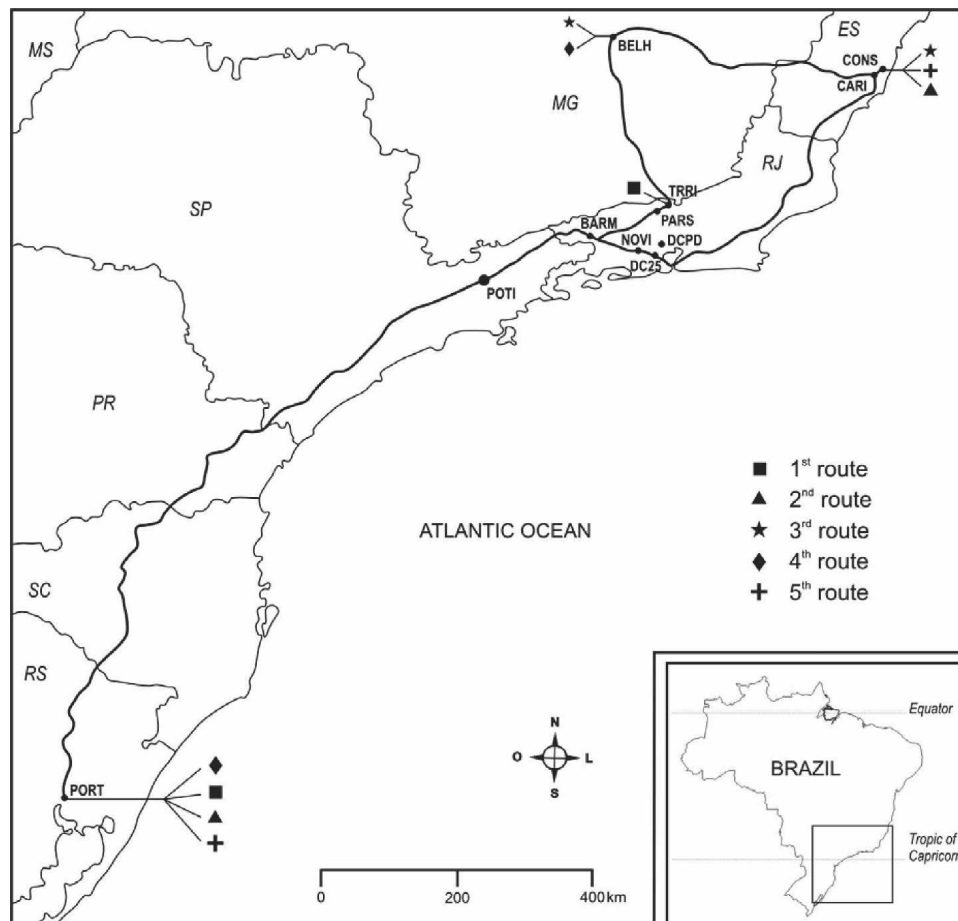 MS
ES
BELH
CONS
CARI
MG
RJ
SP
TRRI
BARM
PARS
NOVI
DCPD
DC25
POTI
PR
1st route
2nd route
3rd route
4th route
5th route
ATLANTIC OCEAN
SC
RS
PORT
N
O
L
S
0
200
400 km
Equator
BRAZIL
Tropic of
Capricorn